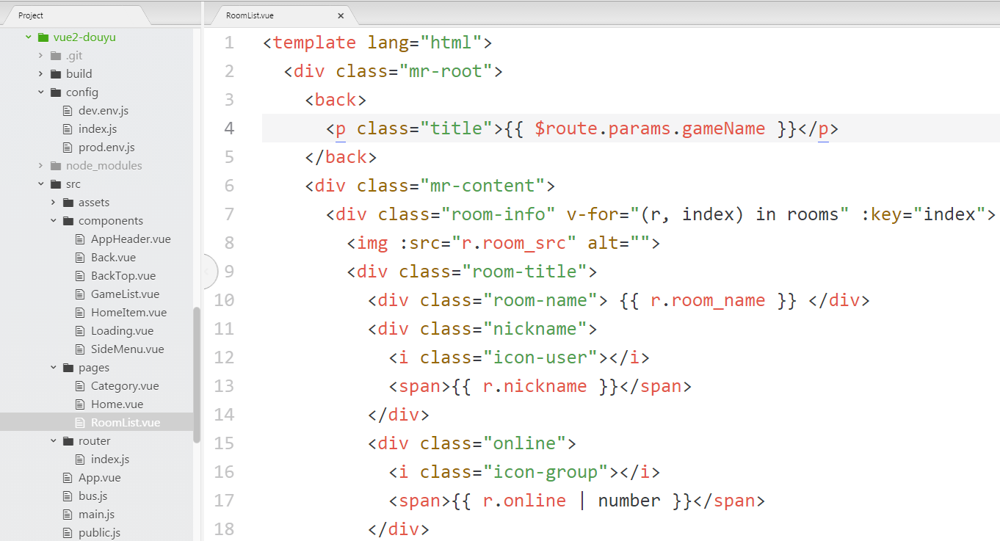 Project
vue2-douyu
.git
build
config
dev.env.js
index.js
prod.env.js
node_modules
src
assets
components
AppHeader.vue
Back.vue
BackTop.vue
GameList.vue
HomeItem.vue
Loading.vue
SideMenu.vue
pages
Category.vue
Home.vue
RoomList.vue
router
index.js
App.vue
bus.js
main.js
public.js
RoomList.vue ×
1 <template lang="html">
2 <div class="mr-root">
3 <back>
4 <p class="title">{{ $route.params.gameName }}</p>
5 </back>
6 <div class="mr-content">
7 <div class="room-info" v-for="(r, index) in rooms" :key="index">
8 <img :src="r.room_src" alt="">
9 <div class="room-title">
10 <div class="room-name"> {{ r.room_name }} </div>
11 <div class="nickname">
12 <i class="icon-user"></i>
13 <span>{{ r.nickname }}</span>
14 </div>
15 <div class="online">
16 <i class="icon-group"></i>
17 <span>{{ r.online | number }}</span>
18 </div>